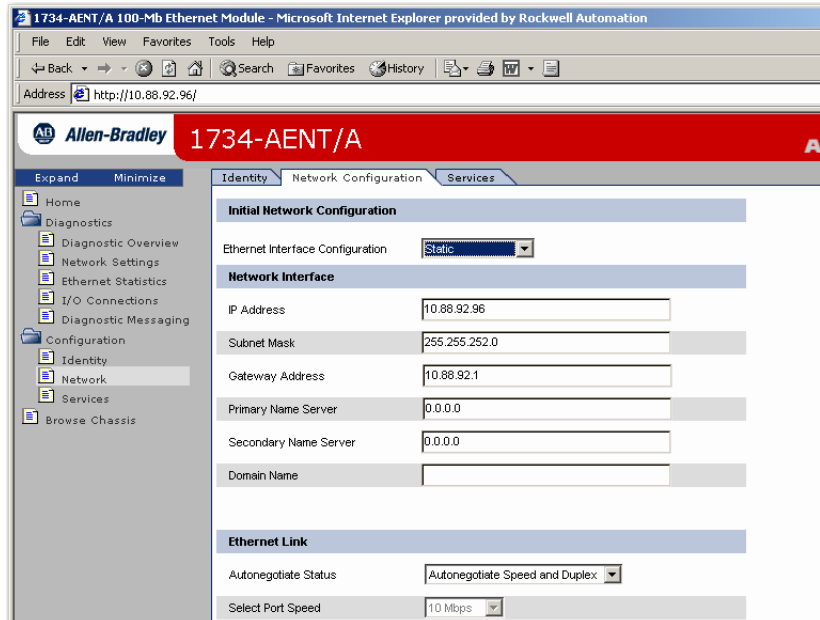 1734-AENT/A 100-Mb Ethernet Module - Microsoft Internet Explorer provided by Rockwell Automation
File Edit View Favorites Tools Help
Back Search Favorites History
Address http://10.88.92.96/
AB Allen-Bradley 1734-AENT/A A
Expand Minimize
Home
Diagnostics
Diagnostic Overview
Network Settings
Ethernet Statistics
I/O Connections
Diagnostic Messaging
Configuration
Identity
Network
Services
Browse Chassis
Identity Network Configuration Services
Initial Network Configuration
Ethernet Interface Configuration Static
Network Interface
IP Address 10.88.92.96
Subnet Mask 255.255.252.0
Gateway Address 10.88.92.1
Primary Name Server 0.0.0.0
Secondary Name Server 0.0.0.0
Domain Name
Ethernet Link
Autonegotiate Status Autonegotiate Speed and Duplex
Select Port Speed 10 Mbps